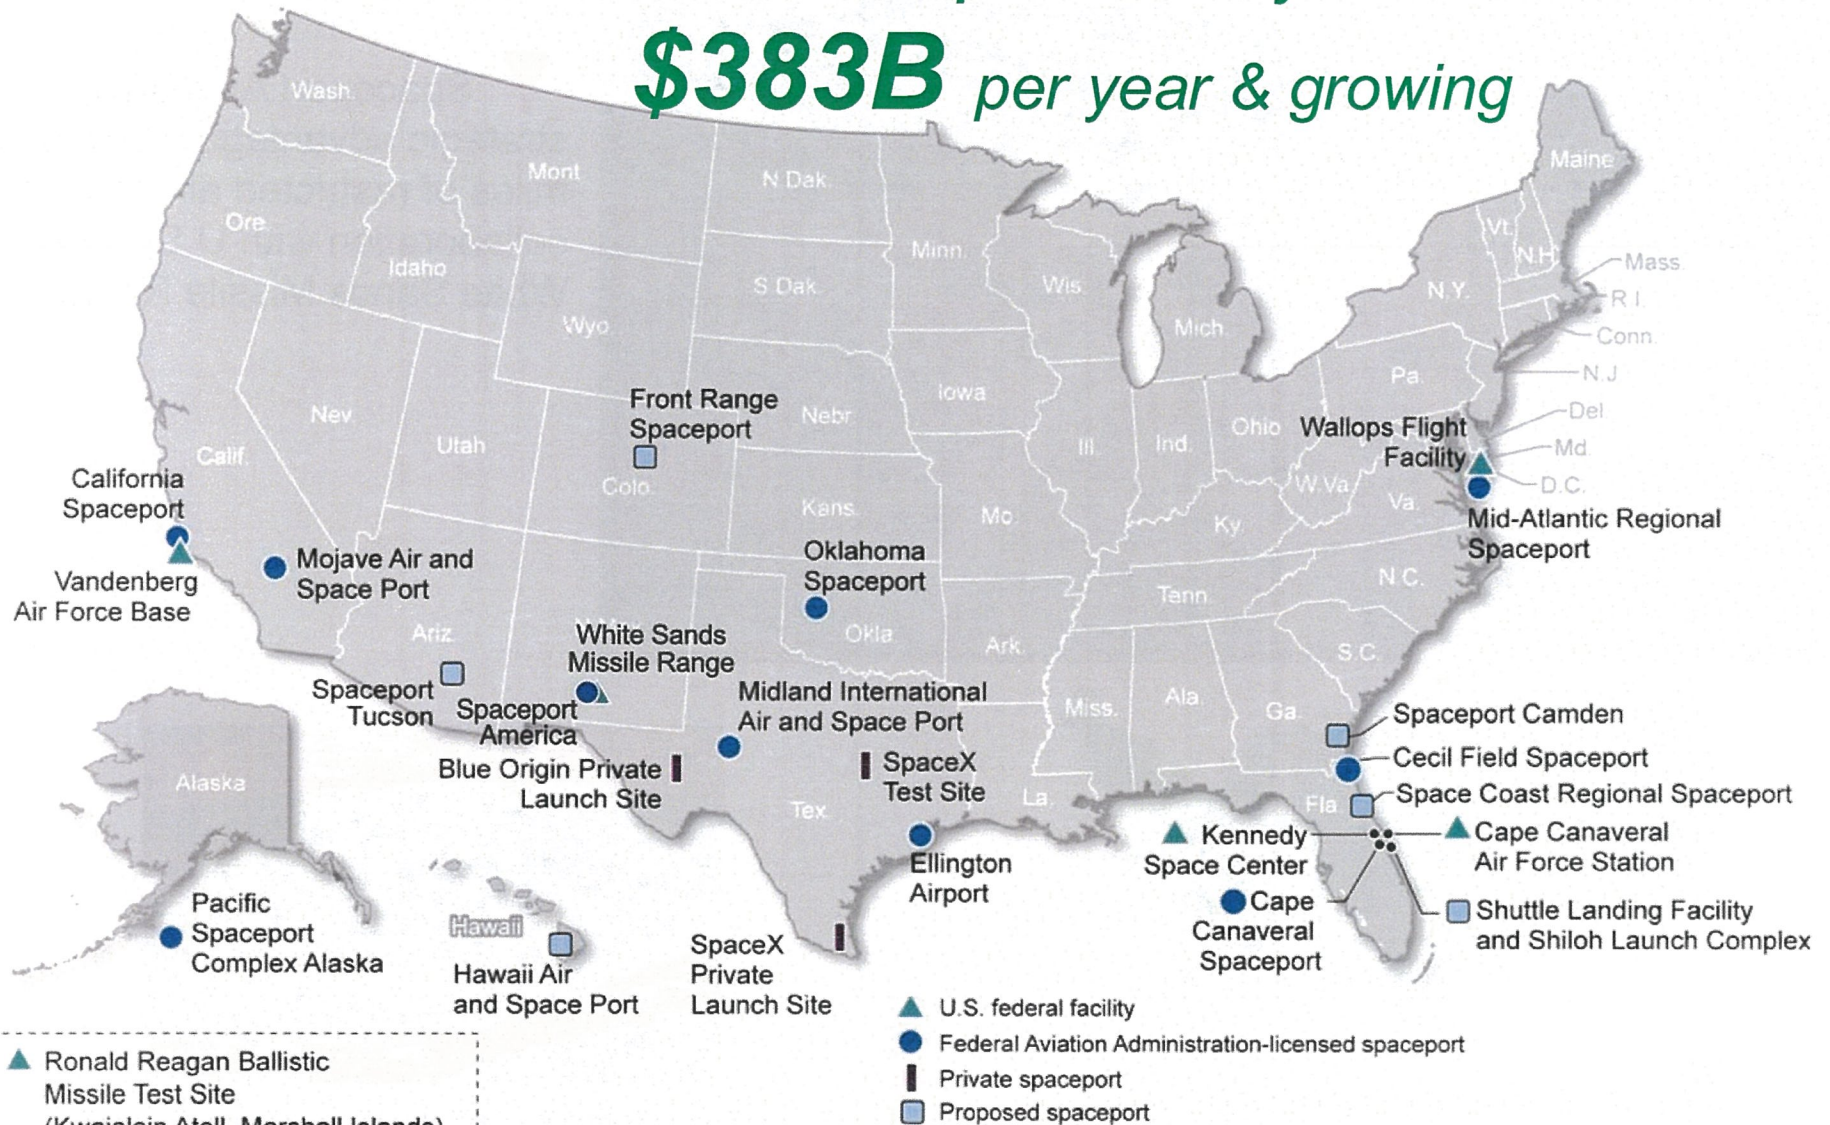 $383B per year & growing
Wash.
Mont
N Dak.
Minn.
Maine
Ore.
Idaho
Wyo
S Dak.
Wis.
Mich
Vt.
N.H
N.Y.
Mass
R I.
Conn.
N.J
Del
Md
D.C.
Pa.
Nev.
Utah
Calif.
Colo.
Nebr
Iowa
Kans.
Mo.
Ill.
Ind.
Ohio
W.Va
Va.
Ky.
Tenn
N.C.
S.C.
Ariz
Okla
Ark.
Miss.
Ala.
Ga
Tex
La.
Fla
Alaska
Hawaii
Front Range
Spaceport
Wallops Flight
Facility
Mid-Atlantic Regional
Spaceport
California
Spaceport
Vandenberg
Air Force Base
Mojave Air and
Space Port
Oklahoma
Spaceport
White Sands
Missile Range
Spaceport
Tucson
Spaceport
America
Midland International
Air and Space Port
Blue Origin Private
Launch Site
SpaceX
Test Site
Ellington
Airport
SpaceX
Private
Launch Site
Spaceport Camden
Cecil Field Spaceport
Space Coast Regional Spaceport
Kennedy
Space Center
Cape Canaveral
Air Force Station
Cape
Canaveral
Spaceport
Shuttle Landing Facility
and Shiloh Launch Complex
Pacific
Spaceport
Complex Alaska
Hawaii Air
and Space Port
U.S. federal facility
Federal Aviation Administration-licensed spaceport
Private spaceport
Proposed spaceport
Ronald Reagan Ballistic
Missile Test Site
(Kwajalein Atoll, Marshall Islands)